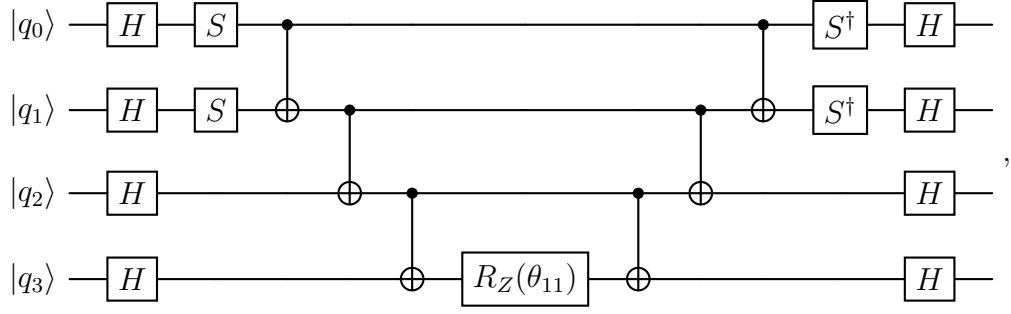 |q₀⟩ H S S† H
|q₁⟩ H S S† H
,
|q₂⟩ H H
|q₃⟩ H R_Z(θ₁₁) H